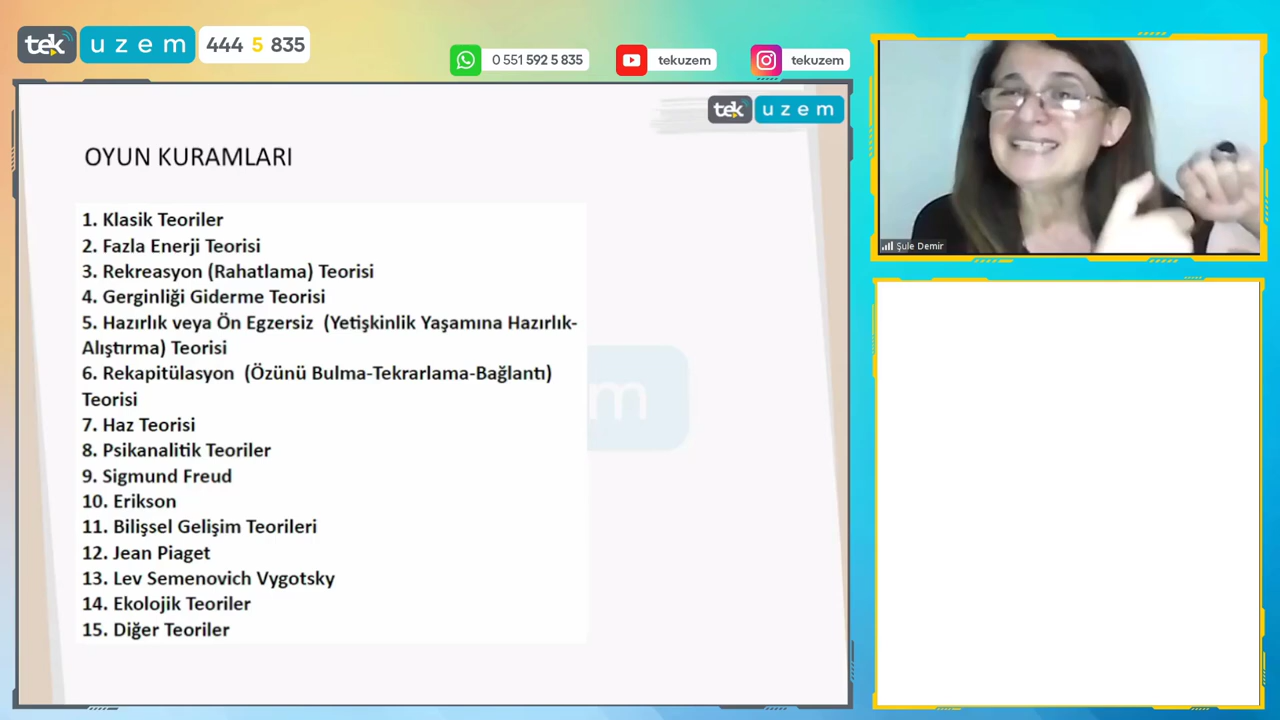 tek uzem 444 5 835
0 551 592 5 835
tekuzem
tekuzem
tek uzem
OYUN KURAMLARI
1. Klasik Teoriler
2. Fazla Enerji Teorisi
3. Rekreasyon (Rahatlama) Teorisi
4. Gerginliği Giderme Teorisi
5. Hazırlık veya Ön Egzersiz (Yetişkinlik Yaşamına Hazırlık-
Alıştırma) Teorisi
6. Rekapitülasyon (Özünü Bulma-Tekrarlama-Bağlantı)
Teorisi
7. Haz Teorisi
8. Psikanalitik Teoriler
9. Sigmund Freud
10. Erikson
11. Bilişsel Gelişim Teorileri
12. Jean Piaget
13. Lev Semenovich Vygotsky
14. Ekolojik Teoriler
15. Diğer Teoriler
m
Şule Demir